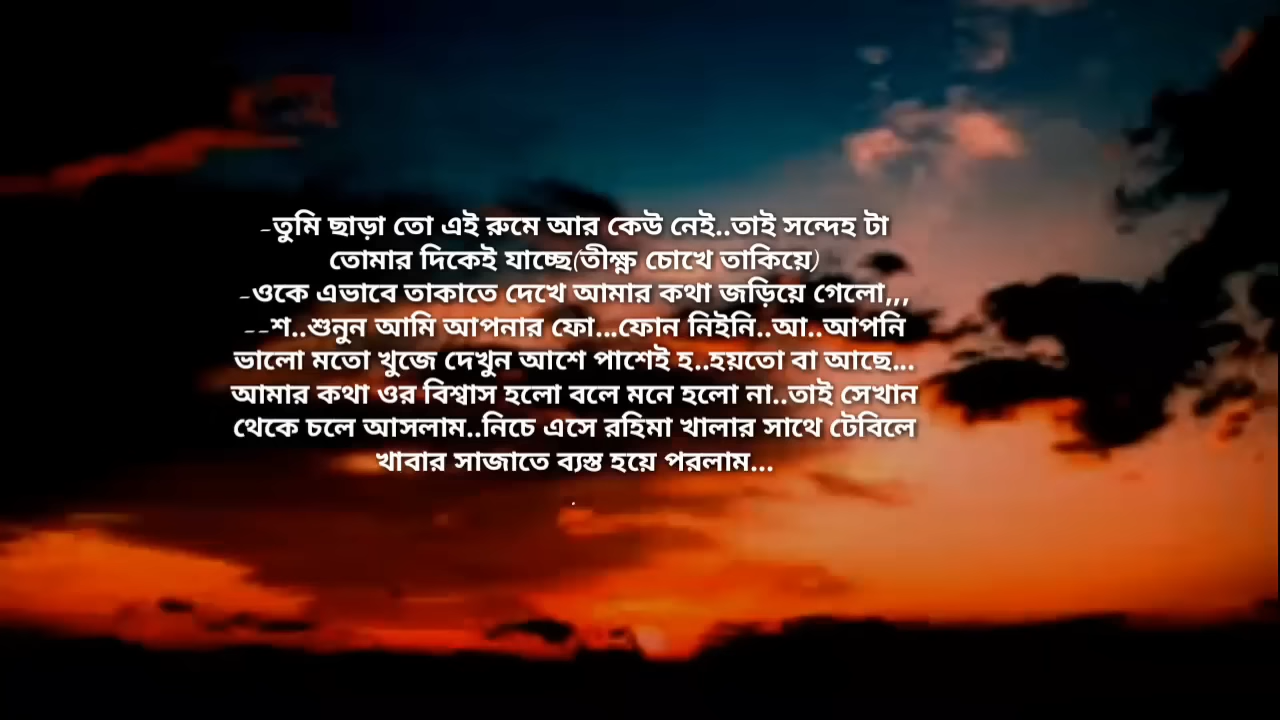 -তুমি ছাড়া তো এই রুমে আর কেউ নেই..তাই সন্দেহ টা
তোমার দিকেই যাচ্ছে(তীক্ষ্ণ চোখে তাকিয়ে)
-ওকে এভাবে তাকাতে দেখে আমার কথা জড়িয়ে গেলো,,,
--শ..শুনুন আমি আপনার ফো...ফোন নিইনি..আ..আপনি
ভালো মতো খুজে দেখুন আশে পাশেই হ..হয়তো বা আছে...
আমার কথা ওর বিশ্বাস হলো বলে মনে হলো না..তাই সেখান
থেকে চলে আসলাম..নিচে এসে রহিমা খালার সাথে টেবিলে
খাবার সাজাতে ব্যস্ত হয়ে পরলাম...
.